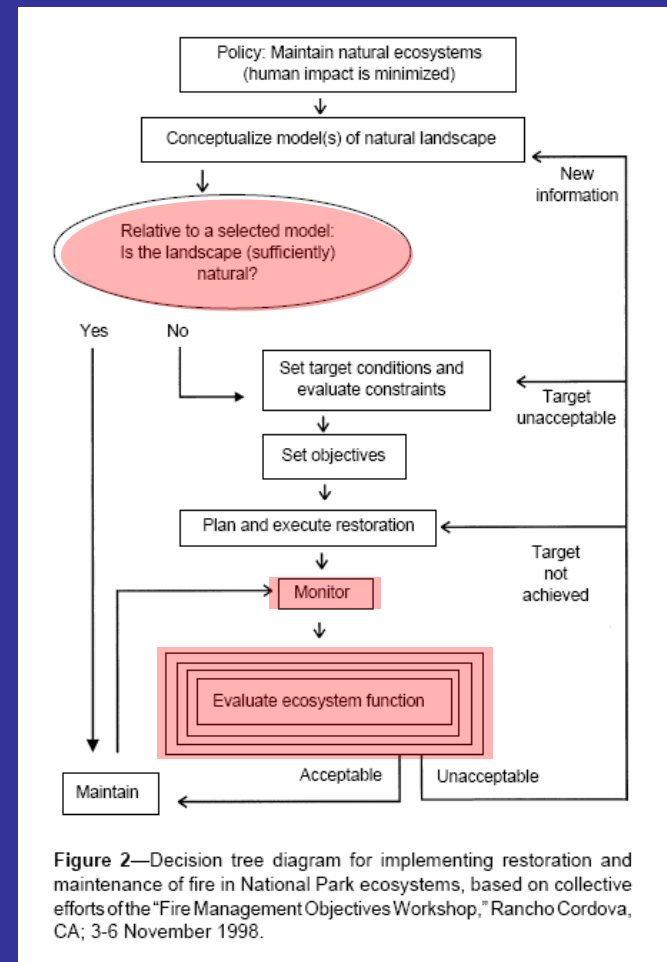 Policy: Maintain natural ecosystems
(human impact is minimized)
Conceptualize model(s) of natural landscape
New
information
Relative to a selected model:
Is the landscape (sufficiently)
natural?
Yes
No
Set target conditions and
evaluate constraints
Target
unacceptable
Set objectives
Plan and execute restoration
Target
not
achieved
Monitor
Evaluate ecosystem function
Acceptable
Unacceptable
Maintain
Figure 2—Decision tree diagram for implementing restoration and
maintenance of fire in National Park ecosystems, based on collective
efforts of the “Fire Management Objectives Workshop,” Rancho Cordova,
CA; 3-6 November 1998.